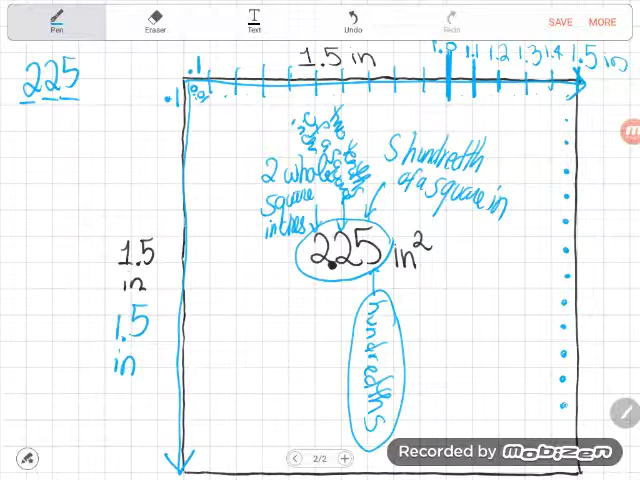 Pen
Eraser
Text
Undo
Redo
SAVE
MORE
225
.1
1.5 in
1.0
1.1
1.2
1.3
1.4
1.5 in
.1
2 whole
square
inches
5 hundredth
of a square in
2.25 in²
1.5
in
1.5
in
hundredths
2/2
Recorded by mobizen